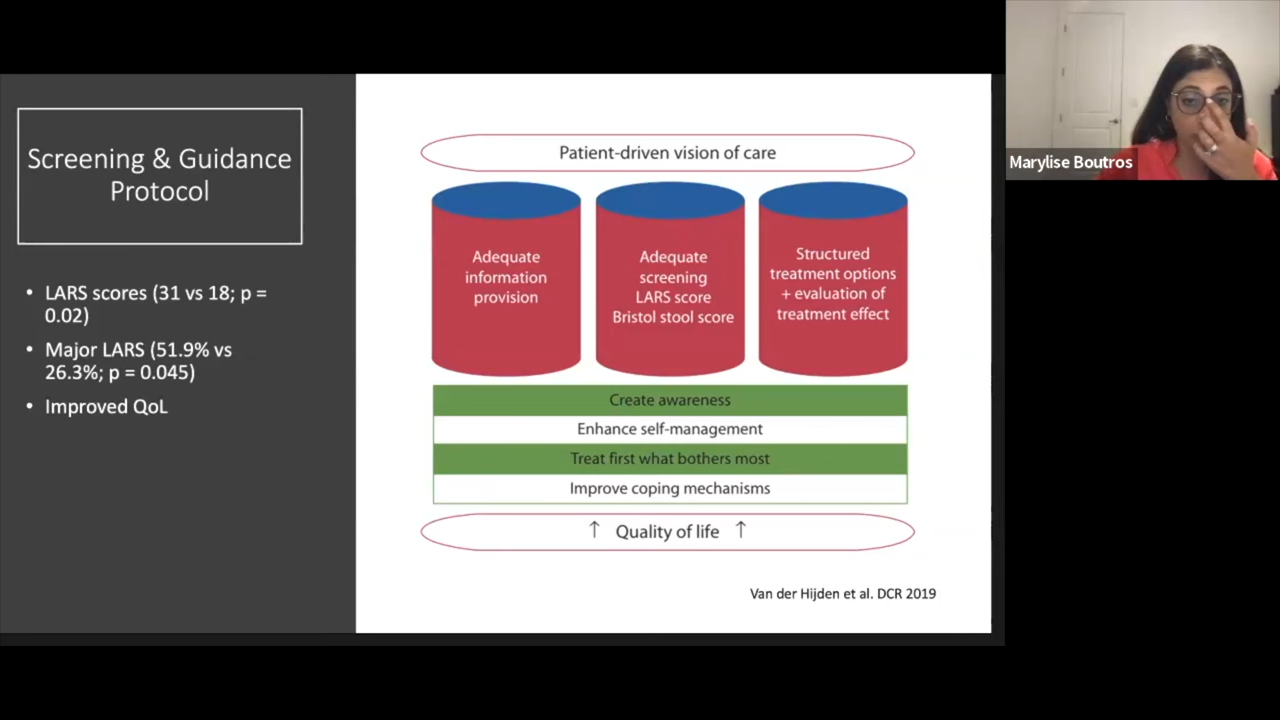 Screening & Guidance
Protocol
• LARS scores (31 vs 18; p =
0.02)
• Major LARS (51.9% vs
26.3%; p = 0.045)
• Improved QoL
Patient-driven vision of care
Adequate
information
provision
Adequate
screening
LARS score
Bristol stool score
Structured
treatment options
+ evaluation of
treatment effect
Create awareness
Enhance self-management
Treat first what bothers most
Improve coping mechanisms
↑ Quality of life ↑
Van der Hijden et al. DCR 2019
Marylise Boutros